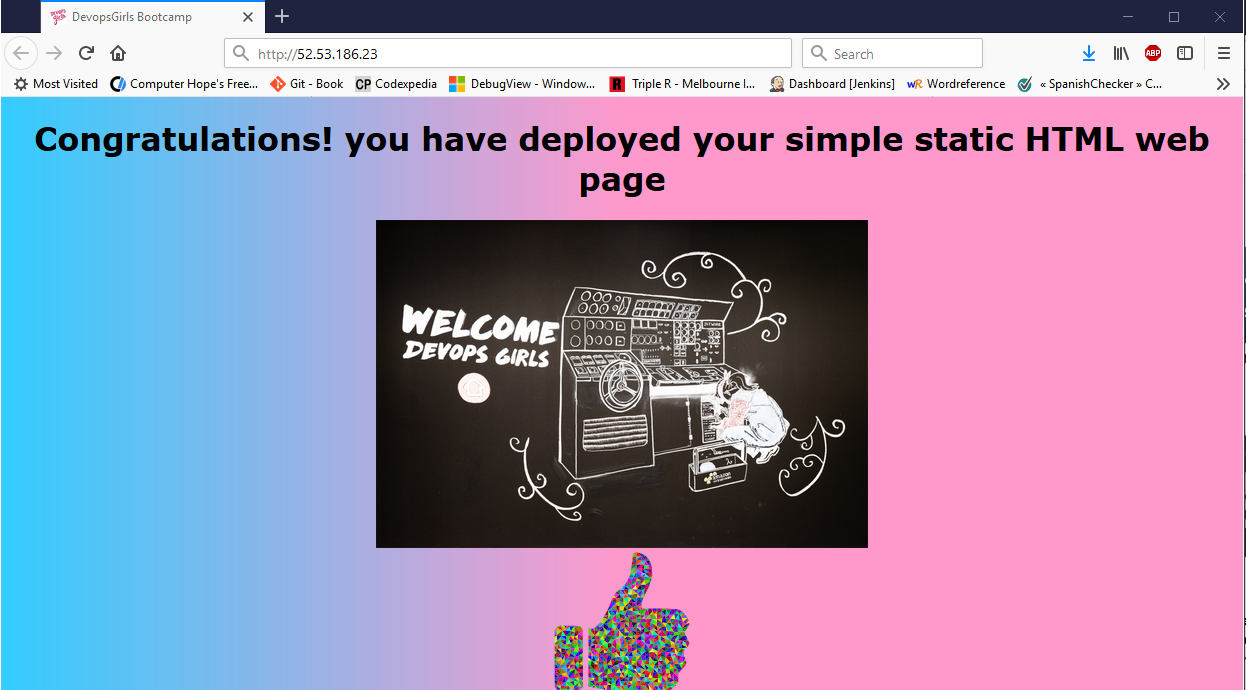 DevopsGirls Bootcamp
http://52.53.186.23
Search
ABP
Most Visited
Computer Hope's Free...
Git - Book
CP Codexpedia
DebugView - Window...
R Triple R - Melbourne I...
Dashboard [Jenkins]
wR Wordreference
« SpanishChecker » C...
Congratulations! you have deployed your simple static HTML web
page
WELCOME
DEVOPS GIRLS